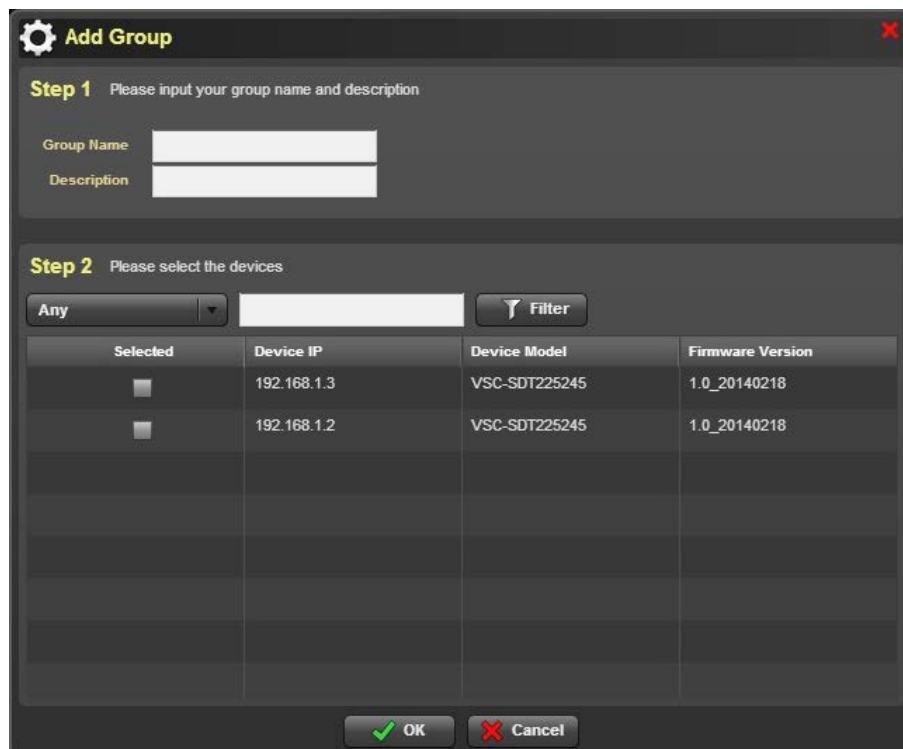 Add Group
Step 1 Please input your group name and description
Group Name
Description
Step 2 Please select the devices
Any Filter
Selected Device IP Device Model Firmware Version
192.168.1.3 VSC-SDT225245 1.0_20140218
192.168.1.2 VSC-SDT225245 1.0_20140218
OK Cancel